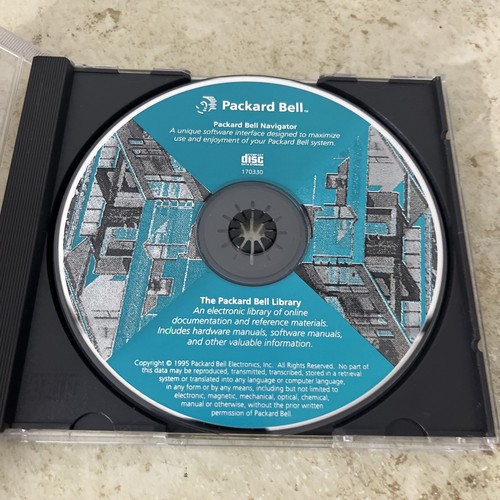 Packard Bell™
Packard Bell Navigator
A unique software interface designed to maximize
use and enjoyment of your Packard Bell system.
COMPACT
disc
170330
The Packard Bell Library
An electronic library of online
documentation and reference materials.
Includes hardware manuals, software manuals,
and other valuable information.
Copyright © 1995 Packard Bell Electronics, Inc. All Rights Reserved. No part of
this data may be reproduced, transmitted, transcribed, stored in a retrieval
system or translated into any language or computer language,
in any form or by any means, including but not limited to
electronic, magnetic, mechanical, optical, chemical,
manual or otherwise, without the prior written
permission of Packard Bell.